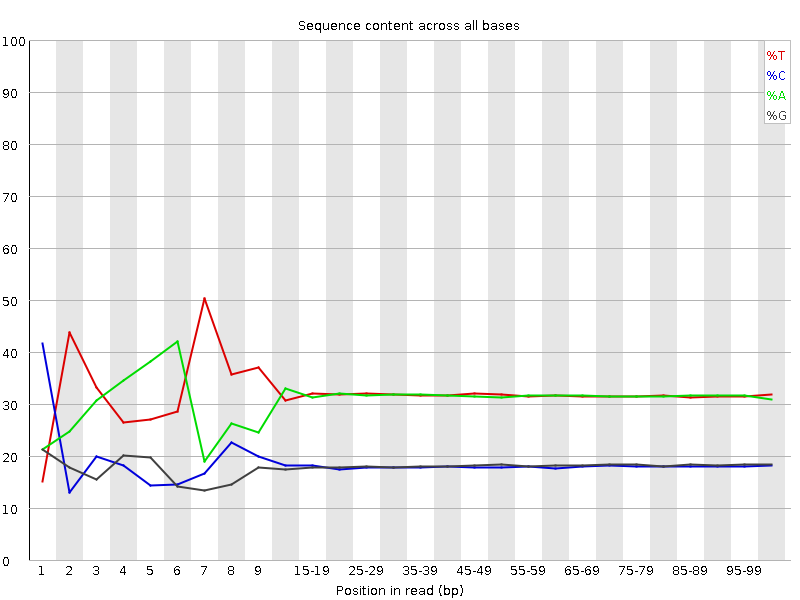 Sequence content across all bases
100
90
80
70
60
50
40
30
20
10
0
%T
%C
%A
%G
1 2 3 4 5 6 7 8 9 15-19 25-29 35-39 45-49 55-59 65-69 75-79 85-89 95-99
Position in read (bp)